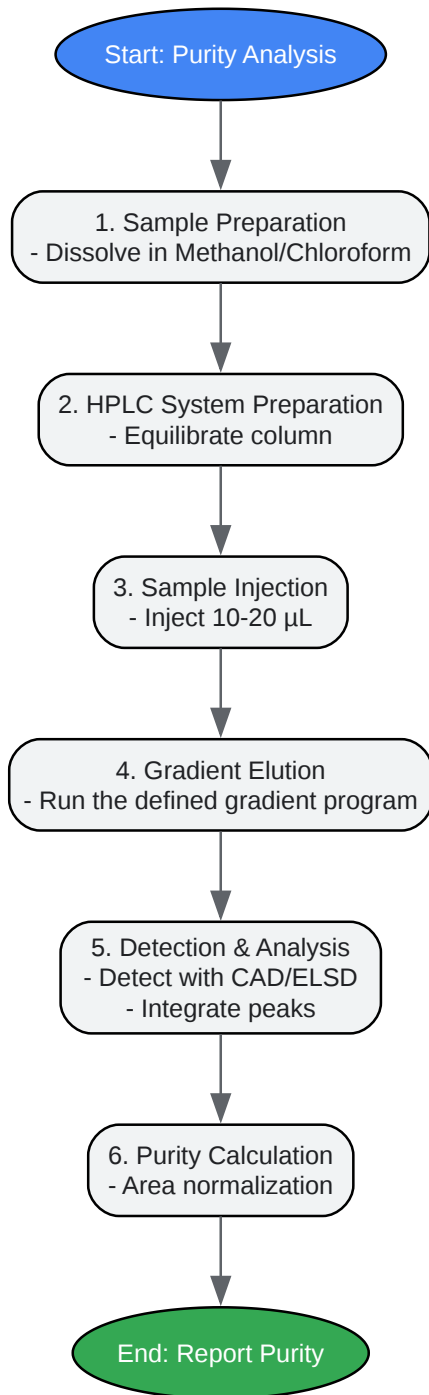 Start: Purity Analysis
1. Sample Preparation
- Dissolve in Methanol/Chloroform
2. HPLC System Preparation
- Equilibrate column
3. Sample Injection
- Inject 10-20 µL
4. Gradient Elution
- Run the defined gradient program
5. Detection & Analysis
- Detect with CAD/ELSD
- Integrate peaks
6. Purity Calculation
- Area normalization
End: Report Purity